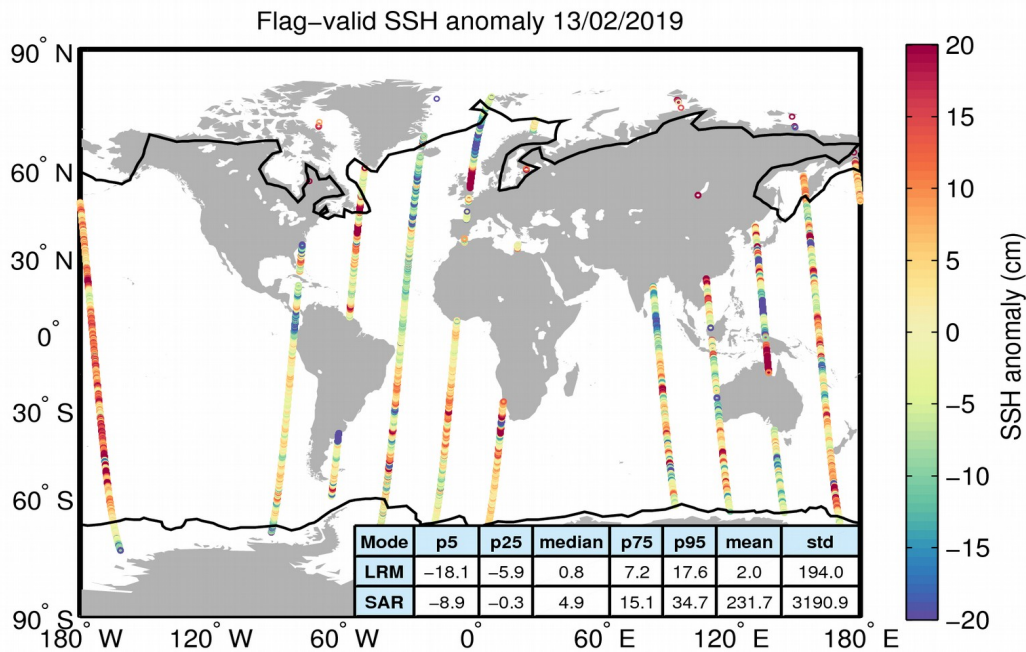 Flag−valid SSH anomaly 13/02/2019
90° N
60° N
30° N
0°
30° S
60° S
90° S
180° W
120° W
60° W
0°
60° E
120° E
180° E
Mode p5 p25 median p75 p95 mean std
LRM −18.1 −5.9 0.8 7.2 17.6 2.0 194.0
SAR −8.9 −0.3 4.9 15.1 34.7 231.7 3190.9
20
15
10
5
0
−5
−10
−15
−20
SSH anomaly (cm)